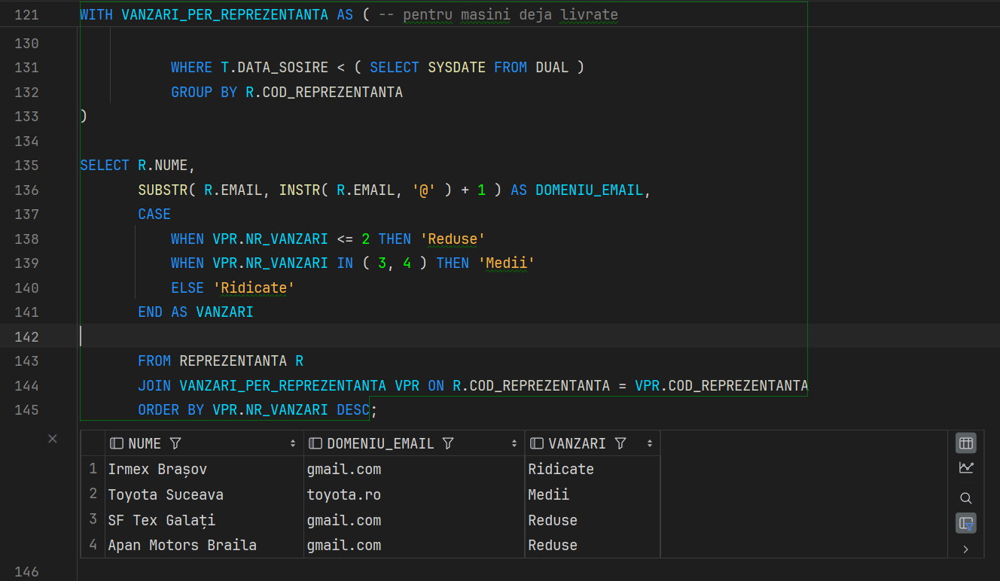 121 WITH VANZARI_PER_REPREZENTANTA AS ( -- pentru masini deja livrate
130
131 WHERE T.DATA_SOSIRE < ( SELECT SYSDATE FROM DUAL )
132 GROUP BY R.COD_REPREZENTANTA
133 )
134
135 SELECT R.NUME,
136 SUBSTR( R.EMAIL, INSTR( R.EMAIL, '@' ) + 1 ) AS DOMENIU_EMAIL,
137 CASE
138 WHEN VPR.NR_VANZARI <= 2 THEN 'Reduse'
139 WHEN VPR.NR_VANZARI IN ( 3, 4 ) THEN 'Medii'
140 ELSE 'Ridicate'
141 END AS VANZARI
142
143 FROM REPREZENTANTA R
144 JOIN VANZARI_PER_REPREZENTANTA VPR ON R.COD_REPREZENTANTA = VPR.COD_REPREZENTANTA
145 ORDER BY VPR.NR_VANZARI DESC;
NUME DOMENIU_EMAIL VANZARI
1 Irmex Brașov gmail.com Ridicate
2 Toyota Suceava toyota.ro Medii
3 SF Tex Galați gmail.com Reduse
4 Apan Motors Braila gmail.com Reduse
146